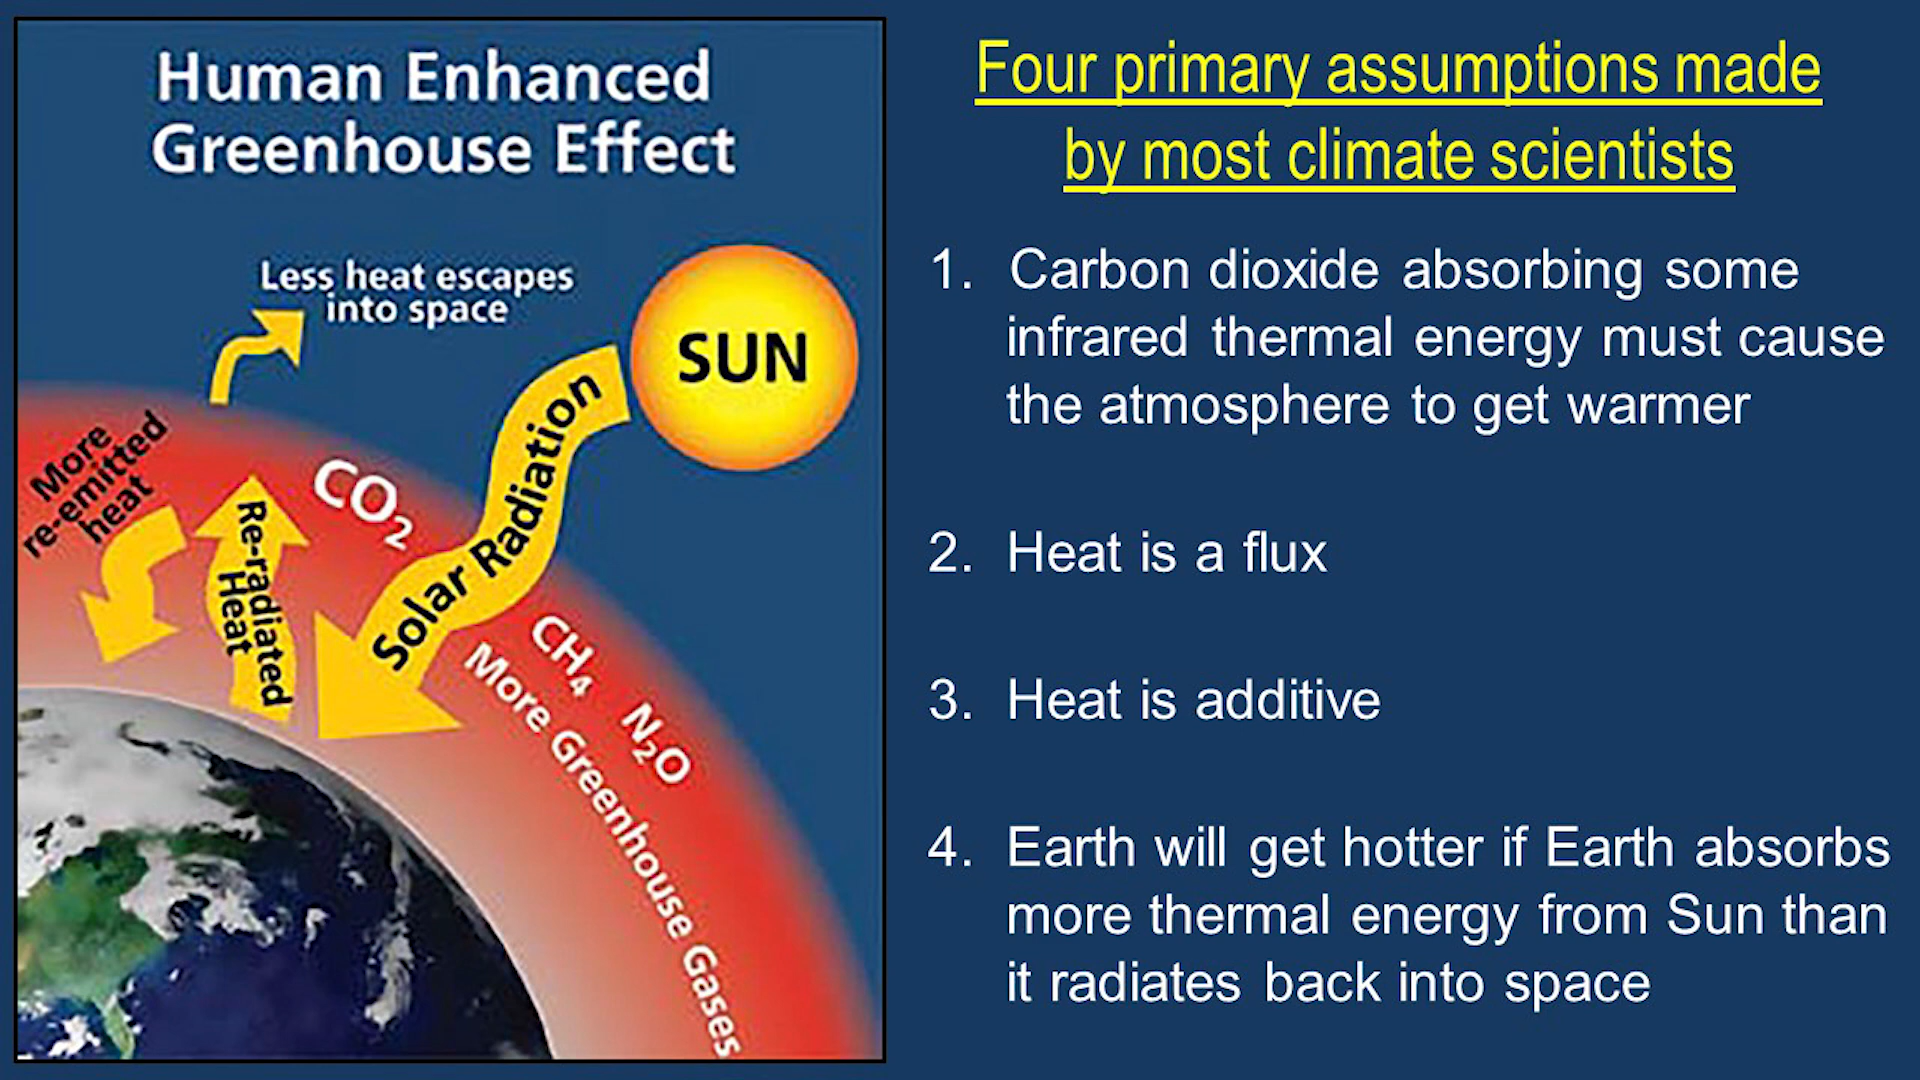 Human Enhanced
Greenhouse Effect
Less heat escapes
into space
SUN
Solar Radiation
More
re-emitted
heat
Re-radiated
Heat
CO2
CH4
N2O
More Greenhouse Gases
Four primary assumptions made
by most climate scientists
1. Carbon dioxide absorbing some
infrared thermal energy must cause
the atmosphere to get warmer
2. Heat is a flux
3. Heat is additive
4. Earth will get hotter if Earth absorbs
more thermal energy from Sun than
it radiates back into space